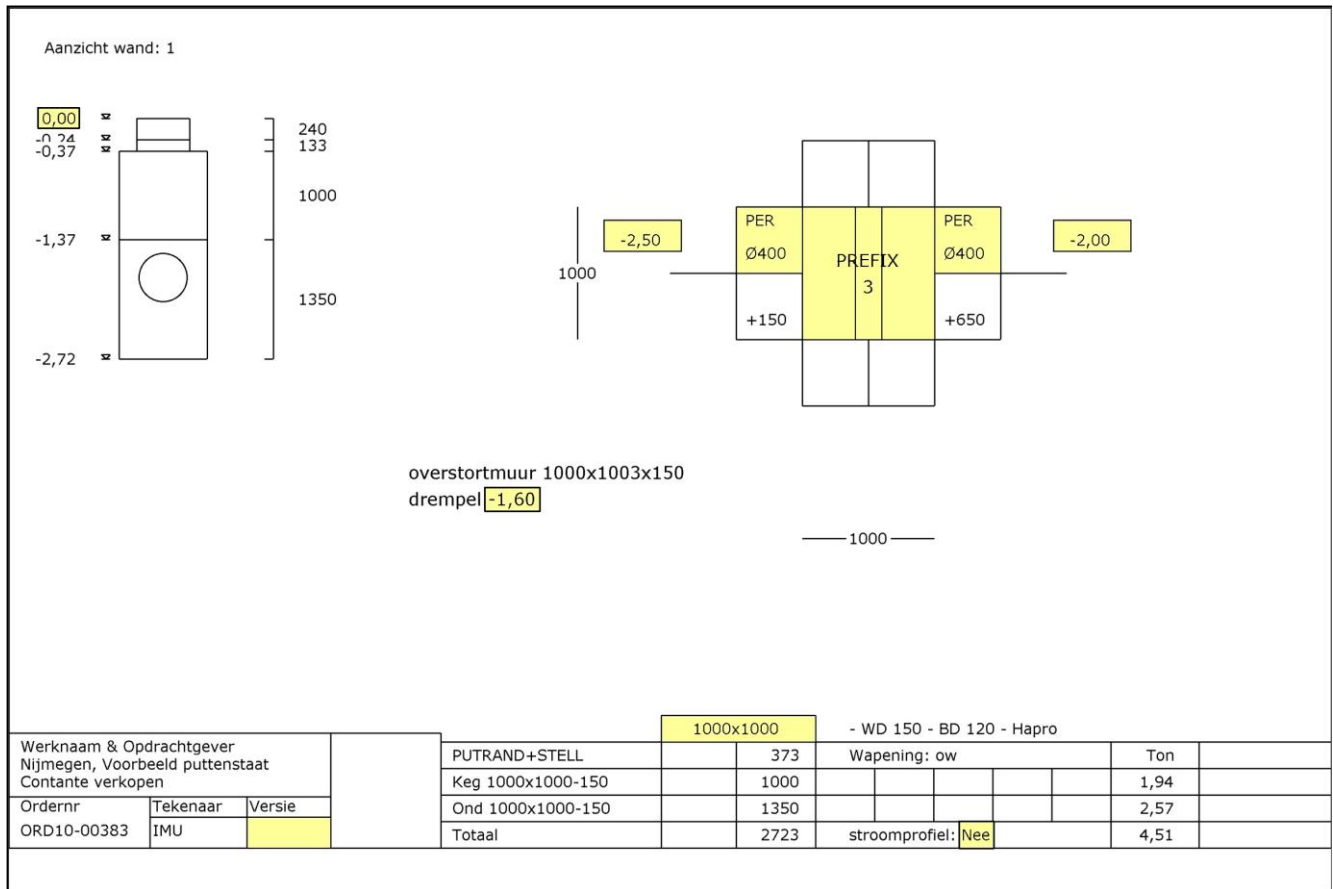 Aanzicht wand: 1
0,00
-0,24
-0,37
-1,37
-2,72
240
133
1000
1350
1000
-2,50
PER
Ø400
+150
PREFIX
3
PER
Ø400
+650
-2,00
overstortmuur 1000x1003x150
drempel -1,60
1000
1000x1000 - WD 150 - BD 120 - Hapro
Werknaam & Opdrachtgever
Nijmegen, Voorbeeld puttenstaat
Contante verkopen
Ordernr Tekenaar Versie
ORD10-00383 IMU
PUTRAND+STELL 373 Wapening: ow Ton
Keg 1000x1000-150 1000 1,94
Ond 1000x1000-150 1350 2,57
Totaal 2723 stroomprofiel: Nee 4,51